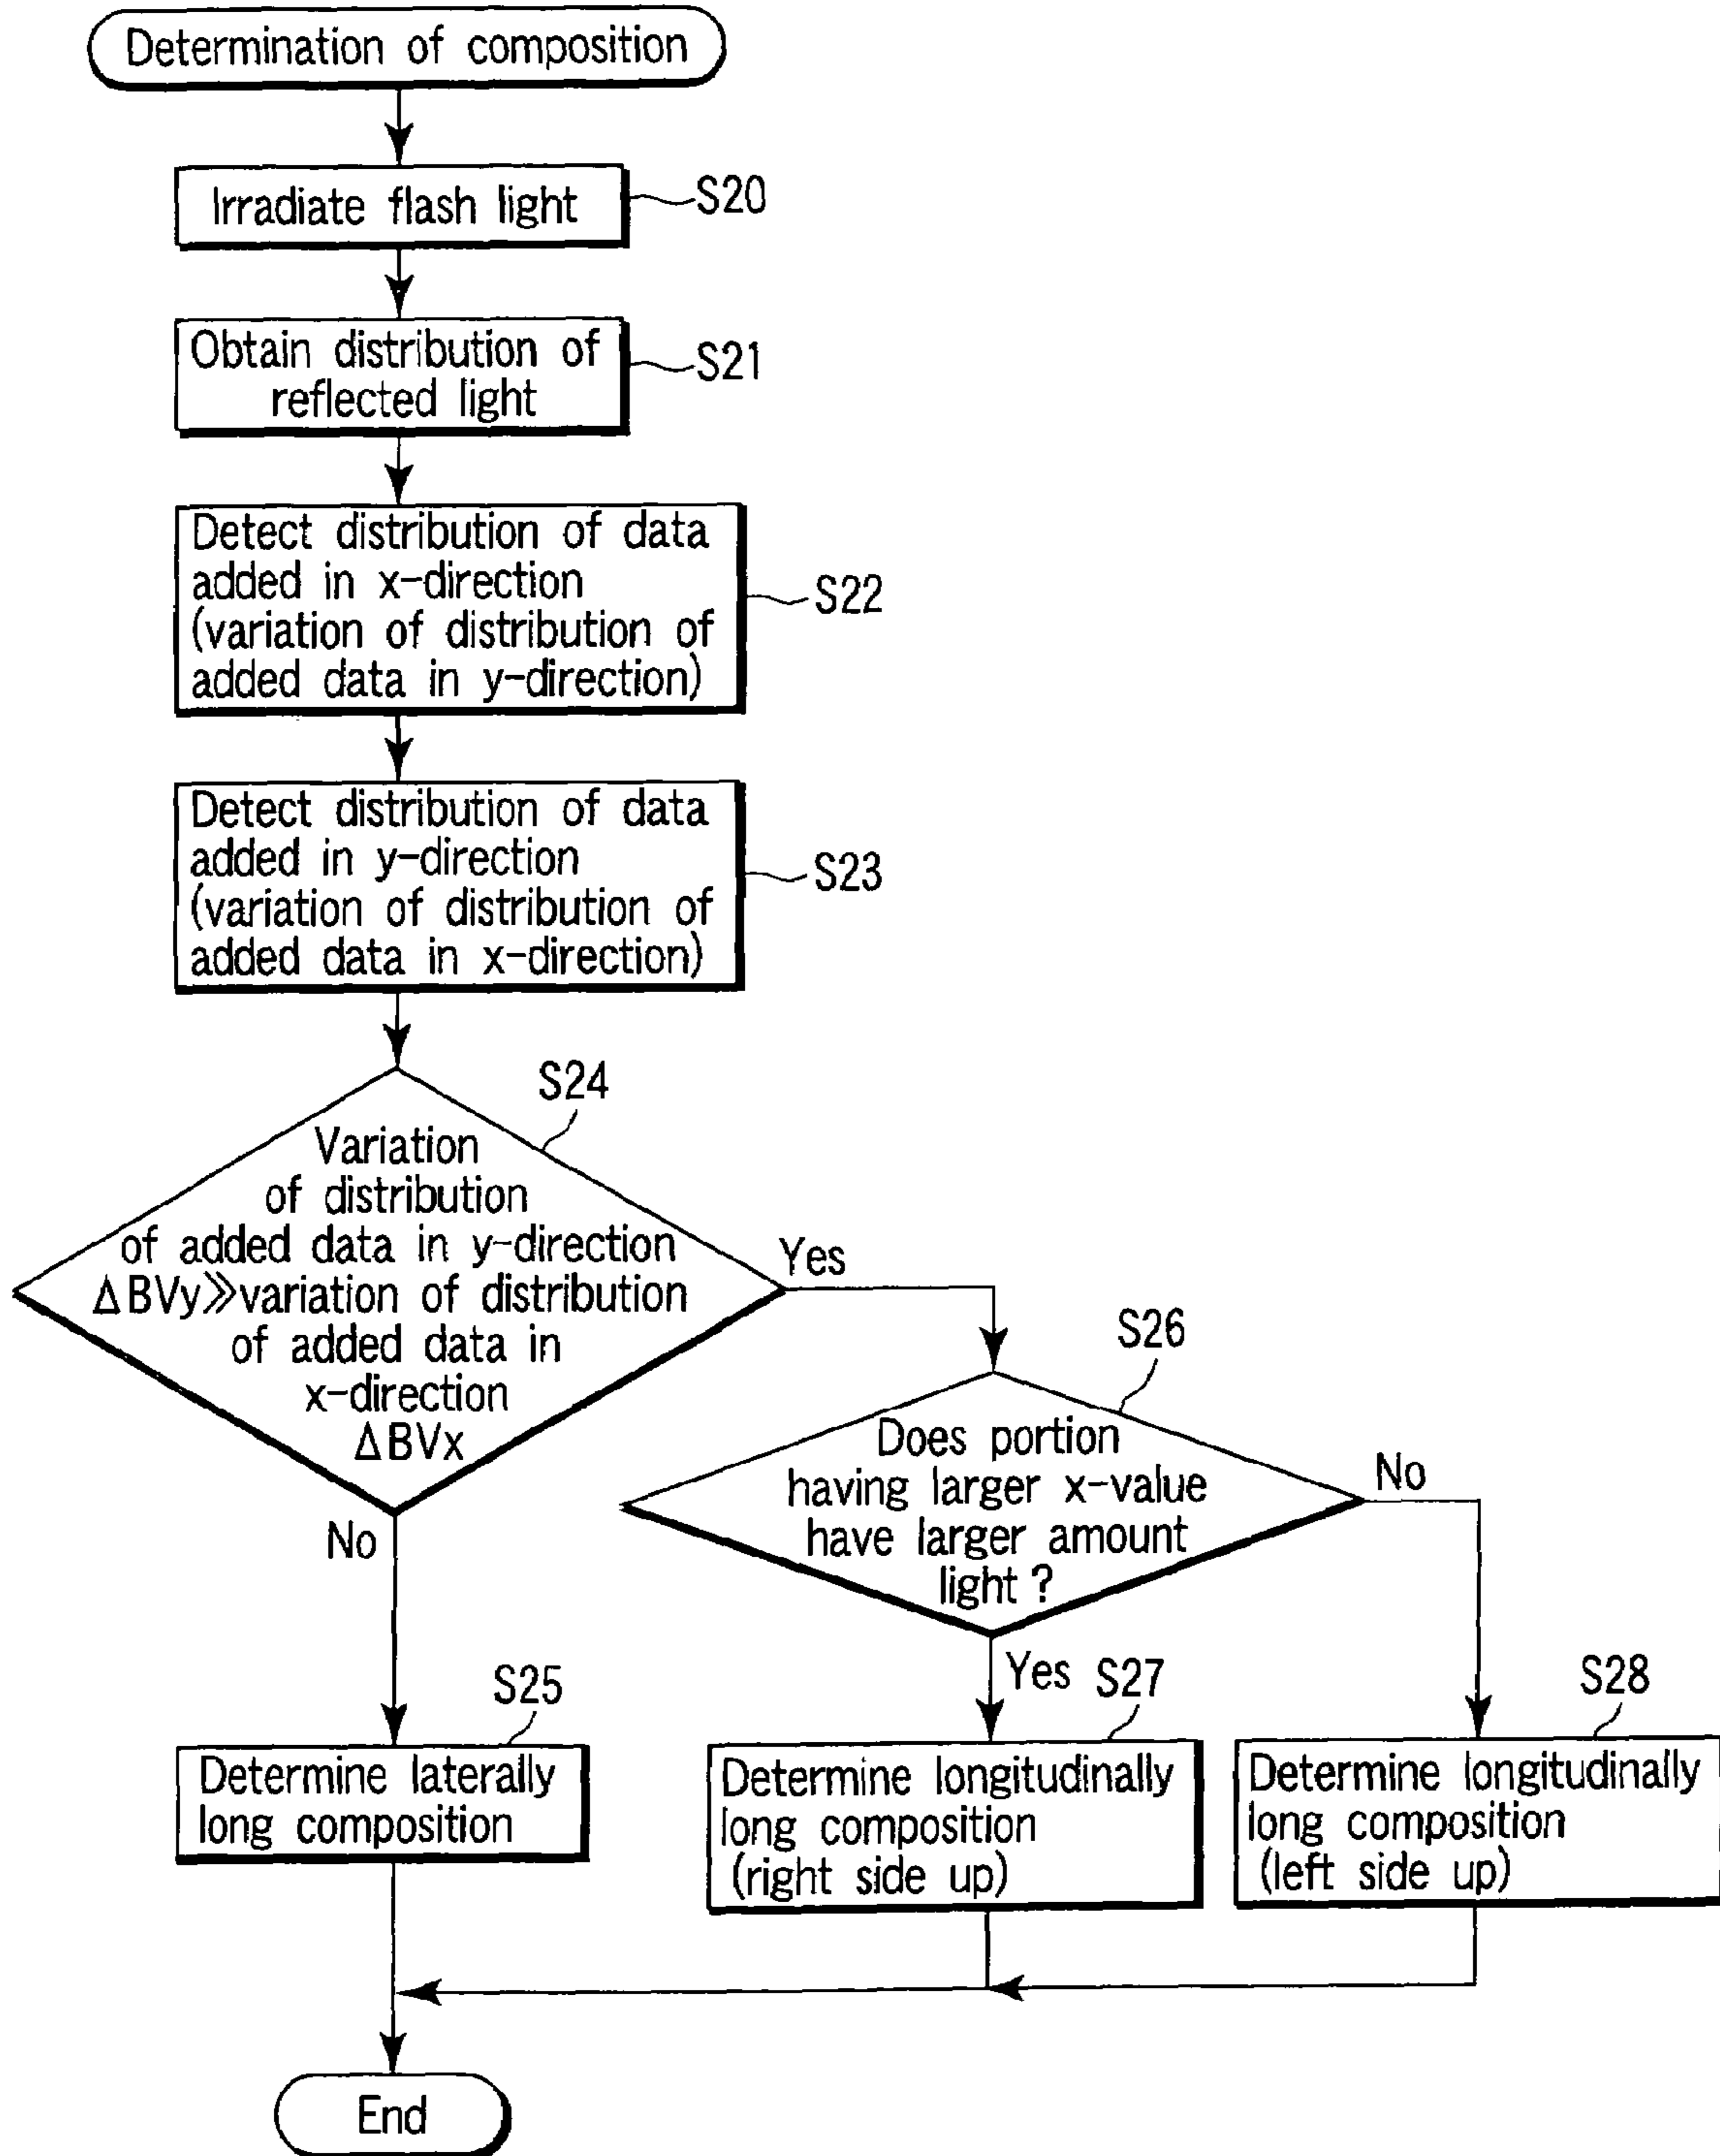 Determination of composition
Irradiate flash light
S20
Obtain distribution of
reflected light
S21
Detect distribution of data
added in x-direction
(variation of distribution of
added data in y-direction)
S22
Detect distribution of data
added in y-direction
(variation of distribution of
added data in x-direction)
S23
S24
Variation
of distribution
of added data in y-direction
ΔBVy≫variation of distribution
of added data in
x-direction
ΔBVx
Yes
No
S26
Does portion
having larger x-value
have larger amount
light?
No
Yes
S25
Determine laterally
long composition
S27
Determine longitudinally
long composition
(right side up)
S28
Determine longitudinally
long composition
(left side up)
End